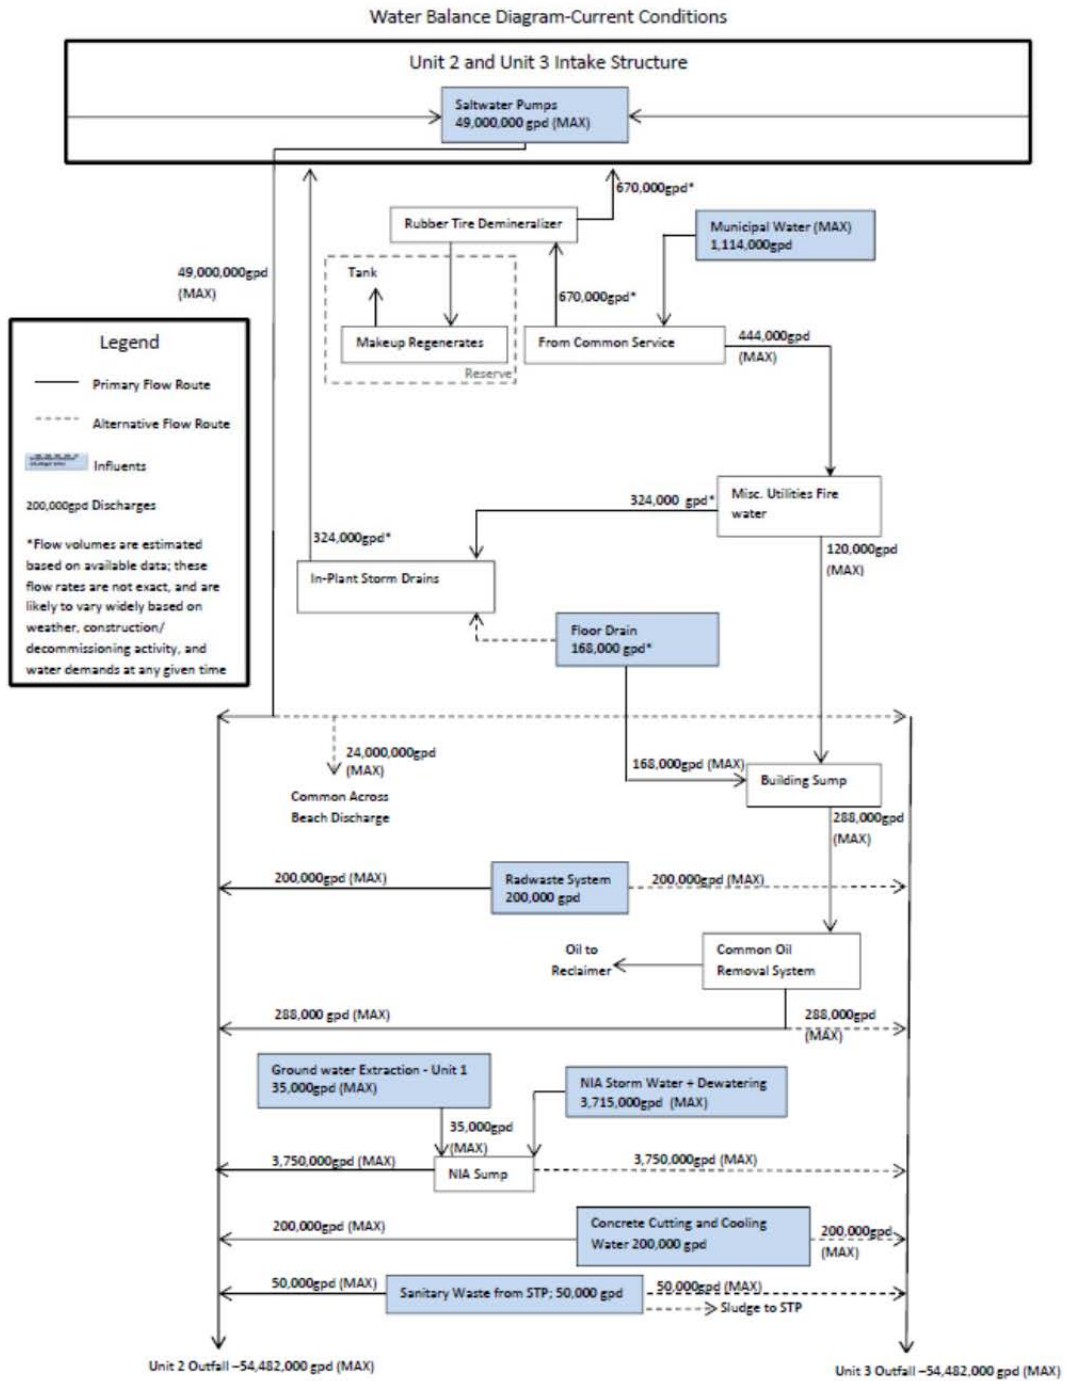 Water Balance Diagram-Current Conditions
Unit 2 and Unit 3 Intake Structure
Saltwater Pumps
49,000,000 gpd (MAX)
670,000gpd*
Rubber Tire Demineralizer
Municipal Water (MAX)
1,114,000gpd
49,000,000gpd
(MAX)
Tank
670,000gpd*
Makeup Regenerates
Reserve
From Common Service
444,000gpd
(MAX)
Legend
Primary Flow Route
Alternative Flow Route
Influents
200,000gpd Discharges
*Flow volumes are estimated
based on available data; these
flow rates are not exact, and are
likely to vary widely based on
weather, construction/
decommissioning activity, and
water demands at any given time
324,000 gpd*
Misc. Utilities Fire
water
324,000gpd*
120,000gpd
(MAX)
In-Plant Storm Drains
Floor Drain
168,000 gpd*
24,000,000gpd
(MAX)
Common Across
Beach Discharge
168,000gpd (MAX)
Building Sump
288,000gpd
(MAX)
200,000gpd (MAX)
Radwaste System
200,000 gpd
200,000gpd (MAX)
Oil to
Reclaimer
Common Oil
Removal System
288,000 gpd (MAX)
288,000gpd
(MAX)
Ground water Extraction - Unit 1
35,000gpd (MAX)
NIA Storm Water + Dewatering
3,715,000gpd (MAX)
35,000gpd
(MAX)
3,750,000gpd (MAX)
NIA Sump
3,750,000gpd (MAX)
200,000gpd (MAX)
Concrete Cutting and Cooling
Water 200,000 gpd
200,000gpd
(MAX)
50,000gpd (MAX)
Sanitary Waste from STP; 50,000 gpd
50,000gpd (MAX)
Sludge to STP
Unit 2 Outfall –54,482,000 gpd (MAX)
Unit 3 Outfall –54,482,000 gpd (MAX)